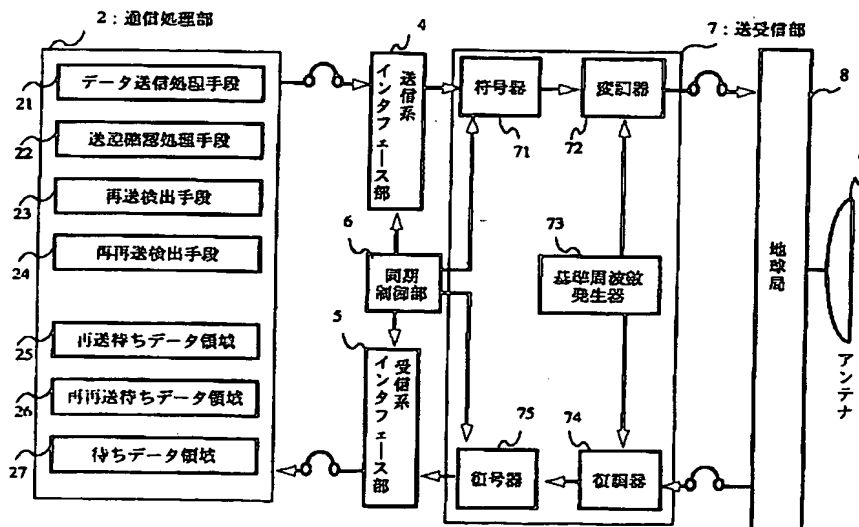 2：通信処理部
21
データ送信処理手段
22
送達確認処理手段
23
再送検出手段
24
再再送検出手段
25
再送待ちデータ領域
26
再再送待ちデータ領域
27
待ちデータ領域
4
送信系
インタフェース部
6
同期
制御部
5
受信系
インタフェース部
7：送受信部
符号器
71
変調器
72
73
基準周波数
発生器
75
復号器
74
復調器
8
地球局
アンテナ